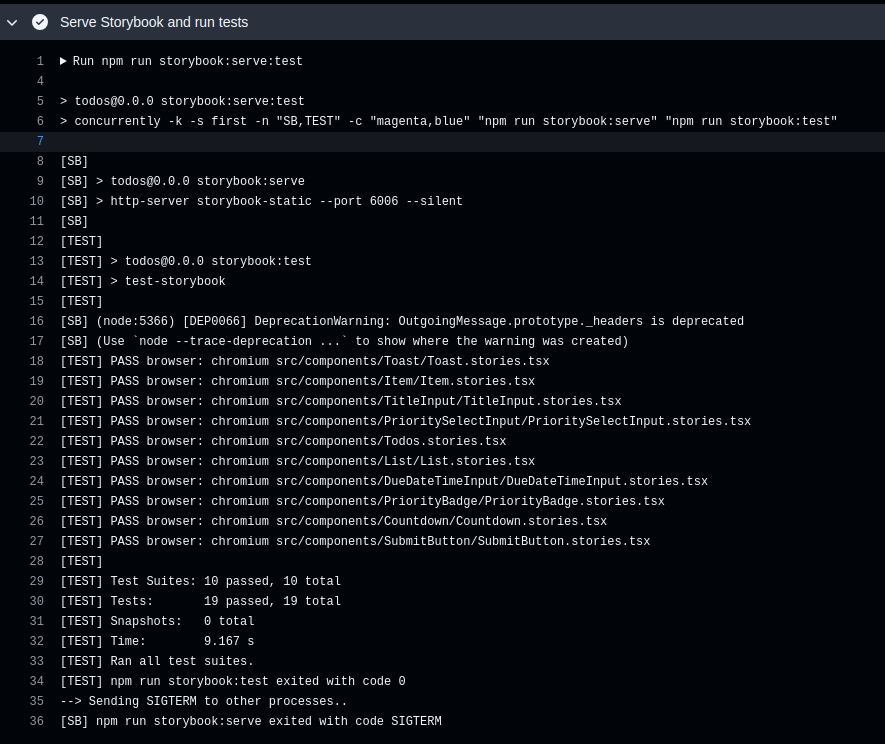 Serve Storybook and run tests
1 Run npm run storybook:serve:test
4
5 > todos@0.0.0 storybook:serve:test
6 > concurrently -k -s first -n "SB,TEST" -c "magenta,blue" "npm run storybook:serve" "npm run storybook:test"
7
8 [SB]
9 [SB] > todos@0.0.0 storybook:serve
10 [SB] > http-server storybook-static --port 6006 --silent
11 [SB]
12 [TEST]
13 [TEST] > todos@0.0.0 storybook:test
14 [TEST] > test-storybook
15 [TEST]
16 [SB] (node:5366) [DEP0066] DeprecationWarning: OutgoingMessage.prototype._headers is deprecated
17 [SB] (Use `node --trace-deprecation ...` to show where the warning was created)
18 [TEST] PASS browser: chromium src/components/Toast/Toast.stories.tsx
19 [TEST] PASS browser: chromium src/components/Item/Item.stories.tsx
20 [TEST] PASS browser: chromium src/components/TitleInput/TitleInput.stories.tsx
21 [TEST] PASS browser: chromium src/components/PrioritySelectInput/PrioritySelectInput.stories.tsx
22 [TEST] PASS browser: chromium src/components/Todos.stories.tsx
23 [TEST] PASS browser: chromium src/components/List/List.stories.tsx
24 [TEST] PASS browser: chromium src/components/DueDateTimeInput/DueDateTimeInput.stories.tsx
25 [TEST] PASS browser: chromium src/components/PriorityBadge/PriorityBadge.stories.tsx
26 [TEST] PASS browser: chromium src/components/Countdown/Countdown.stories.tsx
27 [TEST] PASS browser: chromium src/components/SubmitButton/SubmitButton.stories.tsx
28 [TEST]
29 [TEST] Test Suites: 10 passed, 10 total
30 [TEST] Tests:       19 passed, 19 total
31 [TEST] Snapshots:   0 total
32 [TEST] Time:        9.167 s
33 [TEST] Ran all test suites.
34 [TEST] npm run storybook:test exited with code 0
35 --> Sending SIGTERM to other processes..
36 [SB] npm run storybook:serve exited with code SIGTERM